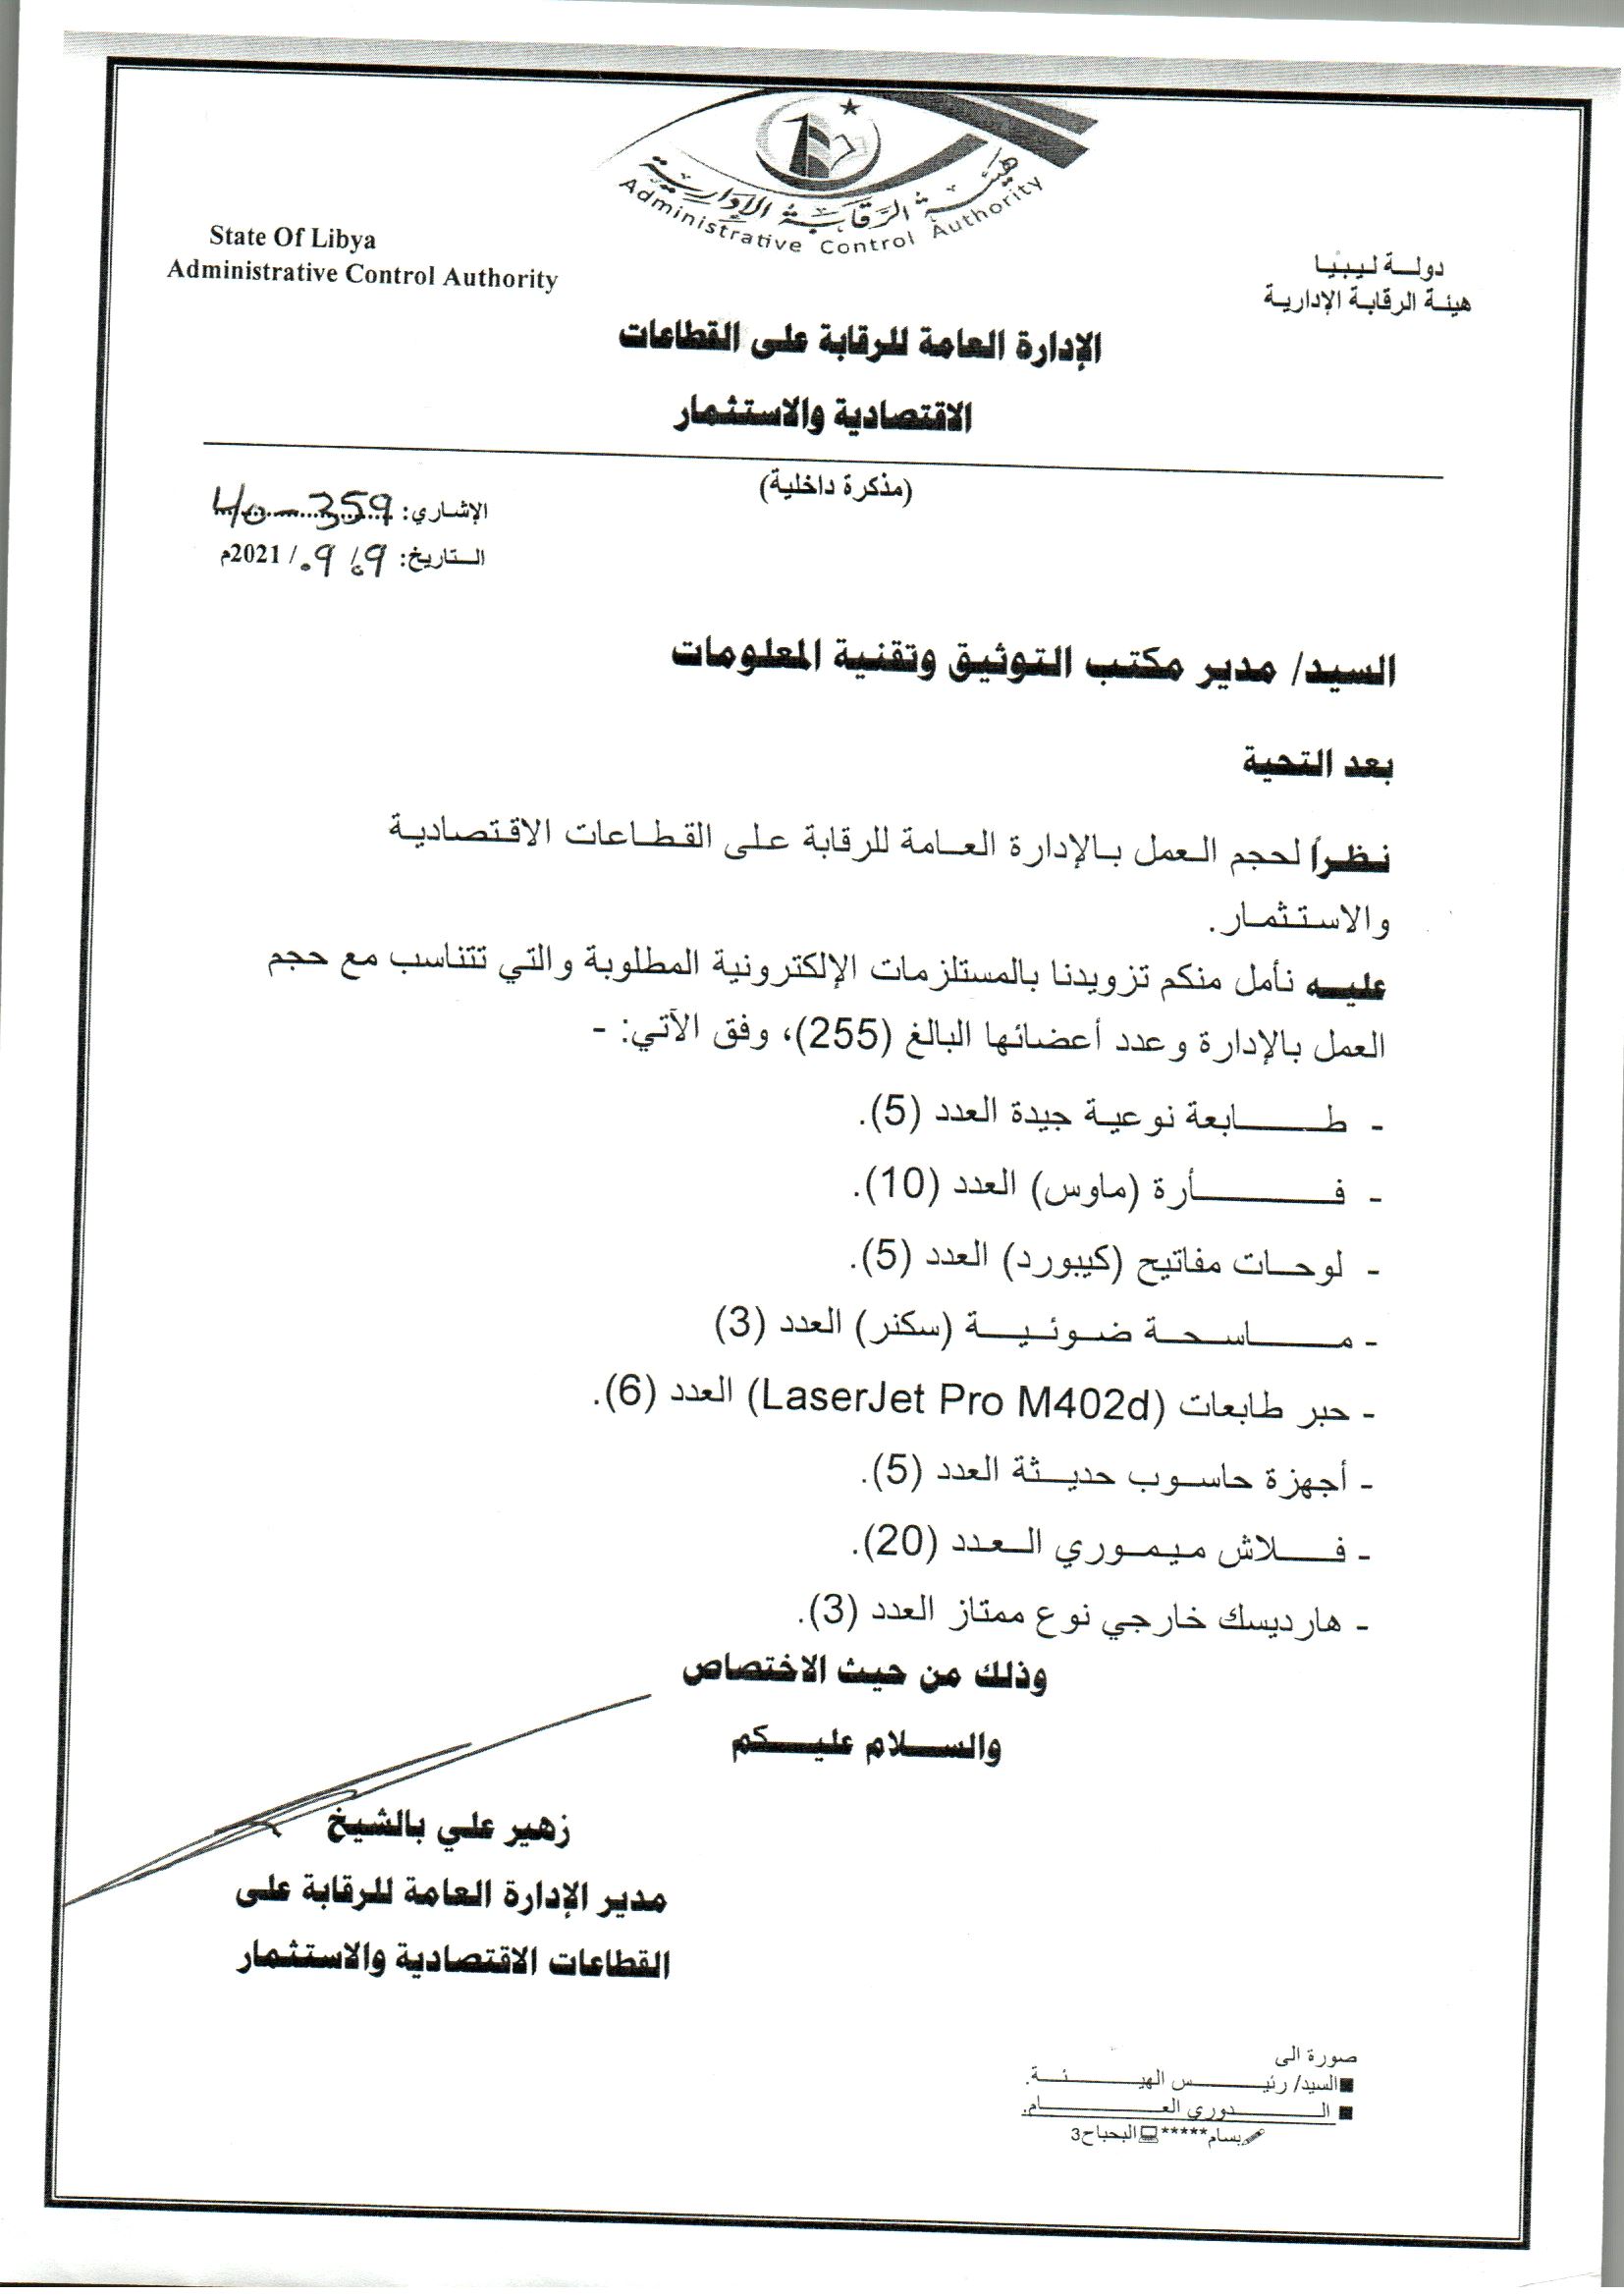 هيئة الرقابة الإدارية
Administrative Control Authority
State Of Libya
Administrative Control Authority
دولة ليبيا
هيئة الرقابة الإدارية
الإدارة العامة للرقابة على القطاعات
الاقتصادية والاستثمار
(مذكرة داخلية)
الإشاري: 359-40
التاريخ: 09/09/2021م
السيد/ مدير مكتب التوثيق وتقنية المعلومات
بعد التحية
نظراً لحجم العمل بالإدارة العامة للرقابة على القطاعات الاقتصادية
والاستثمار.
عليه نأمل منكم تزويدنا بالمستلزمات الإلكترونية المطلوبة والتي تتناسب مع حجم
العمل بالإدارة وعدد أعضائها البالغ (255)، وفق الآتي: -
- طابعة نوعية جيدة العدد (5).
- فأرة (ماوس) العدد (10).
- لوحات مفاتيح (كيبورد) العدد (5).
- ماسحة ضوئية (سكنر) العدد (3)
- حبر طابعات (LaserJet Pro M402d) العدد (6).
- أجهزة حاسوب حديثة العدد (5).
- فلاش ميموري العدد (20).
- هارديسك خارجي نوع ممتاز العدد (3).
وذلك من حيث الاختصاص
والسلام عليكم
زهير علي بالشيخ
مدير الإدارة العامة للرقابة على
القطاعات الاقتصادية والاستثمار
صورة الى
■ السيد/ رئيس الهيئة.
■ الدوري العام.
بسام*****البحباح3